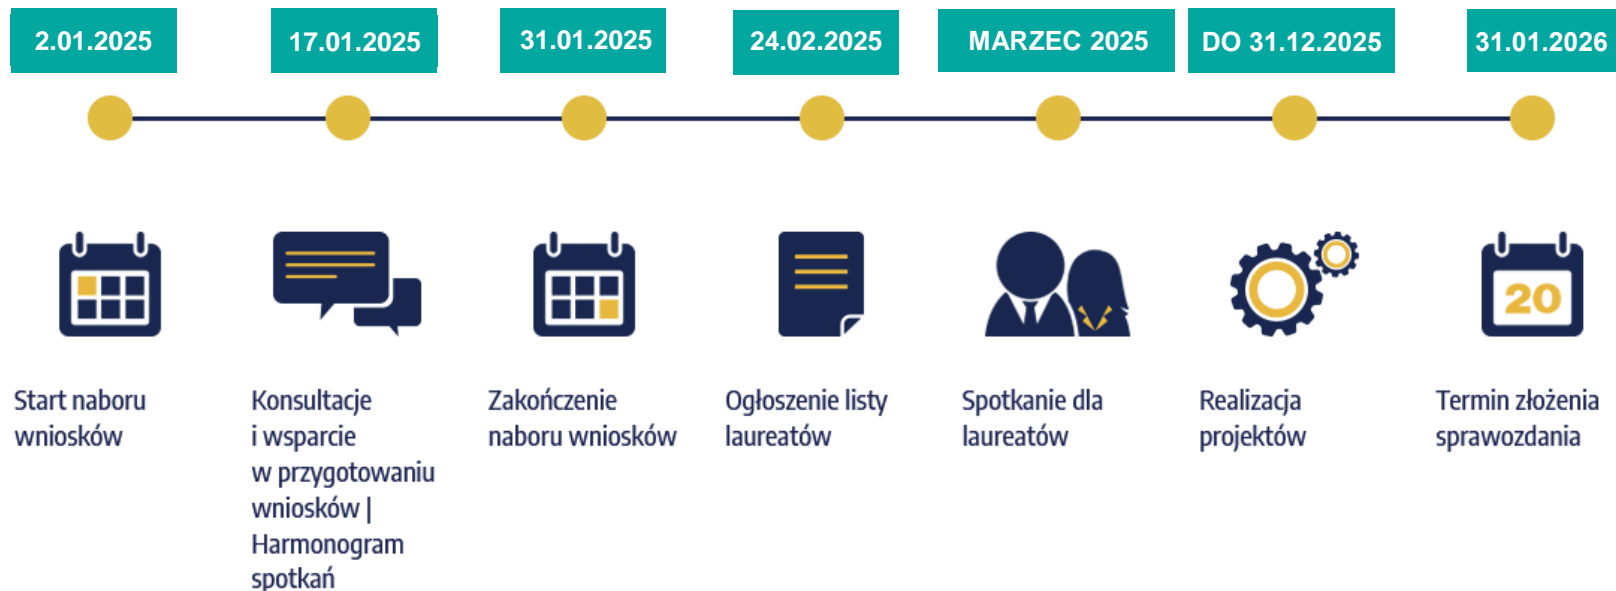 2.01.2025
17.01.2025
31.01.2025
24.02.2025
MARZEC 2025
DO 31.12.2025
31.01.2026
20
Start naboru
wniosków
Konsultacje
i wsparcie
w przygotowaniu
wniosków |
Harmonogram
spotkań
Zakończenie
naboru wniosków
Ogłoszenie listy
laureatów
Spotkanie dla
laureatów
Realizacja
projektów
Termin złożenia
sprawozdania